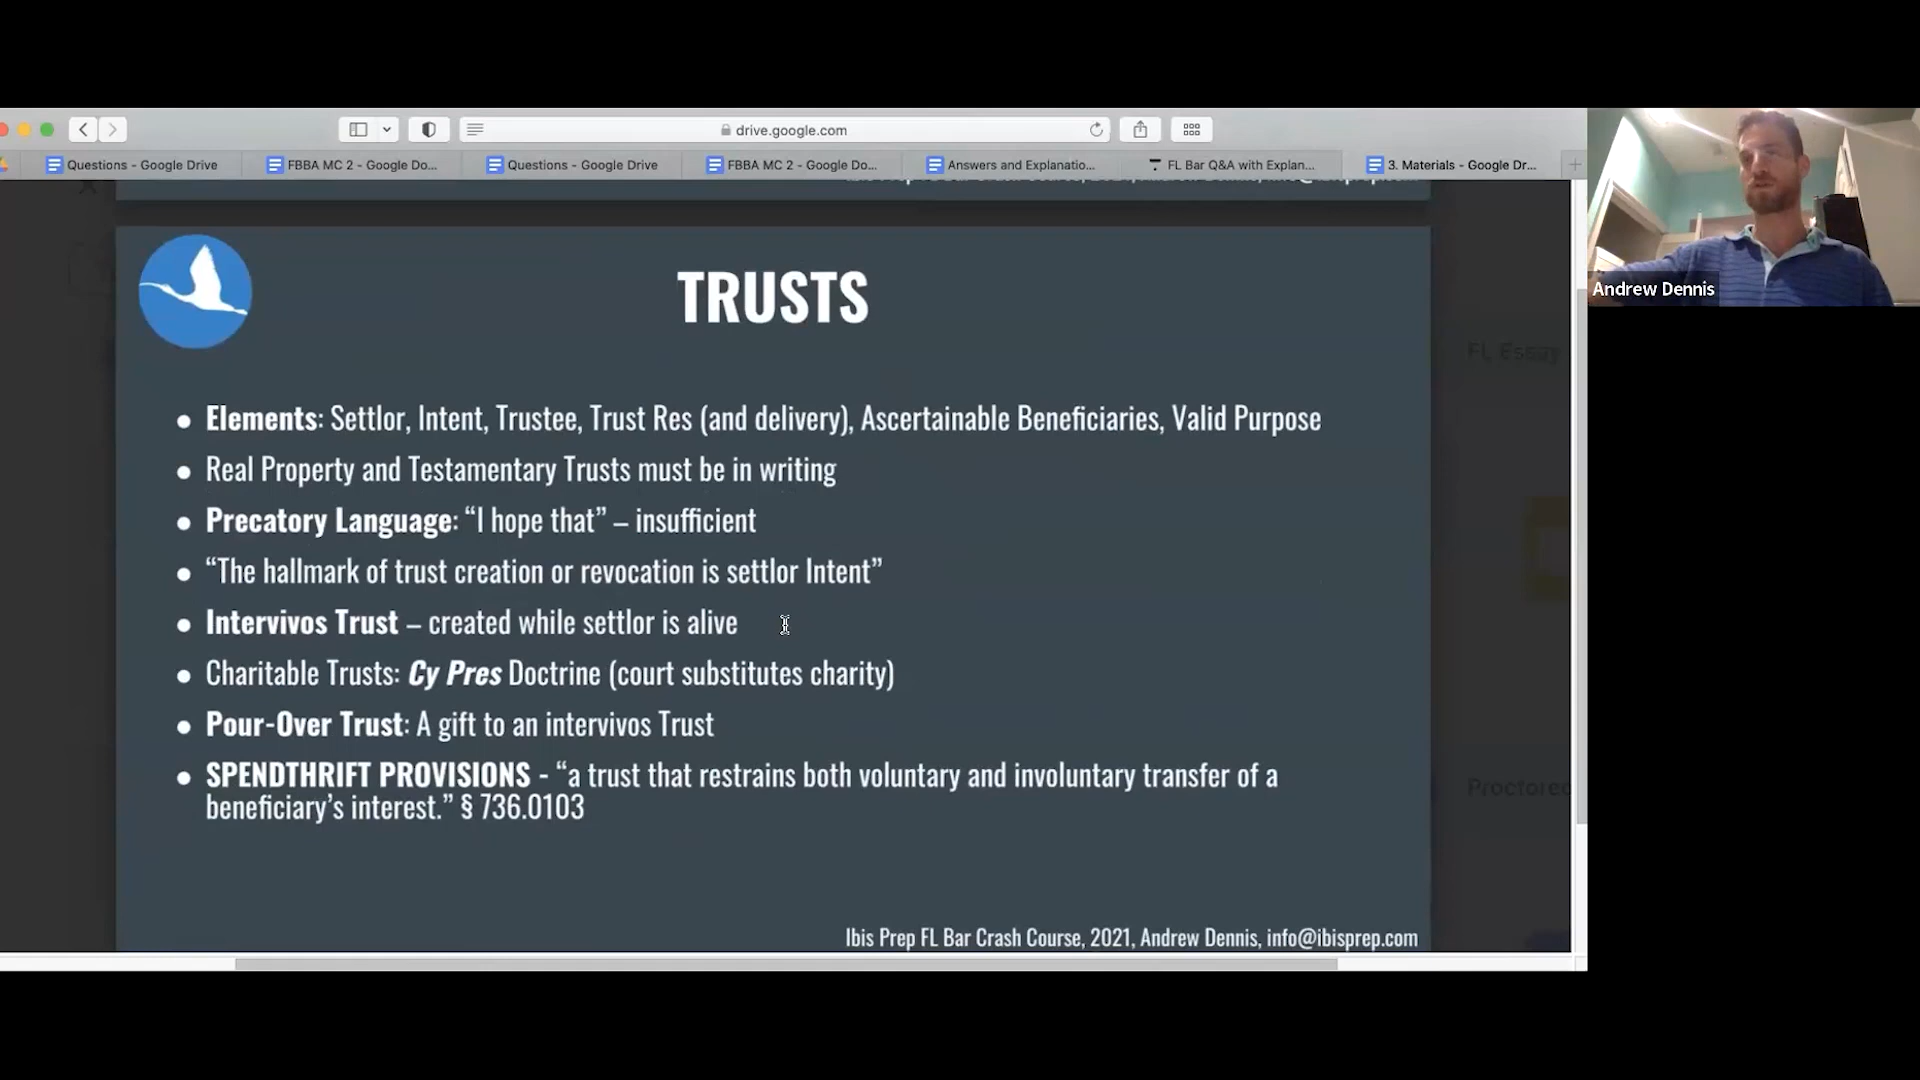 drive.google.com
Questions - Google Drive
FBBA MC 2 - Google Do...
Questions - Google Drive
FBBA MC 2 - Google Do...
Answers and Explanatio...
FL Bar Q&A with Explan...
3. Materials - Google Dr...
Andrew Dennis
FL Essay
TRUSTS
• Elements: Settlor, Intent, Trustee, Trust Res (and delivery), Ascertainable Beneficiaries, Valid Purpose
• Real Property and Testamentary Trusts must be in writing
• Precatory Language: “I hope that” – insufficient
• “The hallmark of trust creation or revocation is settlor Intent”
• Intervivos Trust – created while settlor is alive
• Charitable Trusts: Cy Pres Doctrine (court substitutes charity)
• Pour-Over Trust: A gift to an intervivos Trust
• SPENDTHRIFT PROVISIONS - “a trust that restrains both voluntary and involuntary transfer of a
beneficiary’s interest.” § 736.0103
Proctored
Ibis Prep FL Bar Crash Course, 2021, Andrew Dennis, info@ibisprep.com